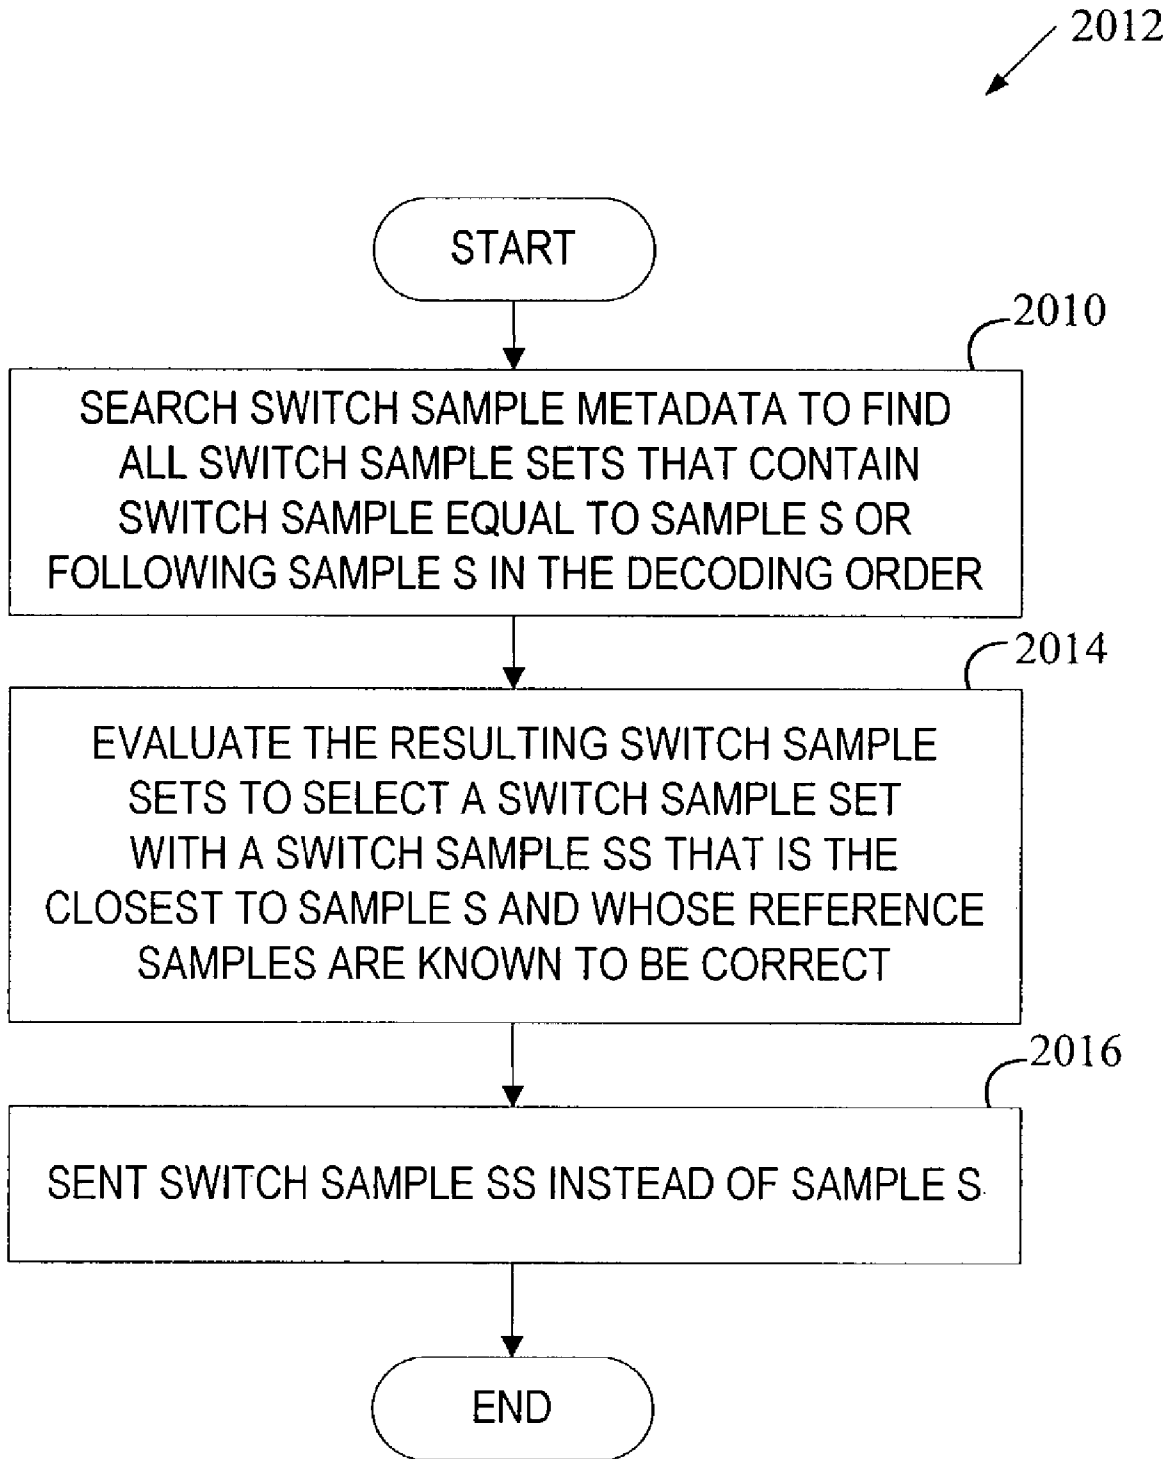 2012
START
2010
SEARCH SWITCH SAMPLE METADATA TO FIND
ALL SWITCH SAMPLE SETS THAT CONTAIN
SWITCH SAMPLE EQUAL TO SAMPLE S OR
FOLLOWING SAMPLE S IN THE DECODING ORDER
2014
EVALUATE THE RESULTING SWITCH SAMPLE
SETS TO SELECT A SWITCH SAMPLE SET
WITH A SWITCH SAMPLE SS THAT IS THE
CLOSEST TO SAMPLE S AND WHOSE REFERENCE
SAMPLES ARE KNOWN TO BE CORRECT
2016
SENT SWITCH SAMPLE SS INSTEAD OF SAMPLE S
END